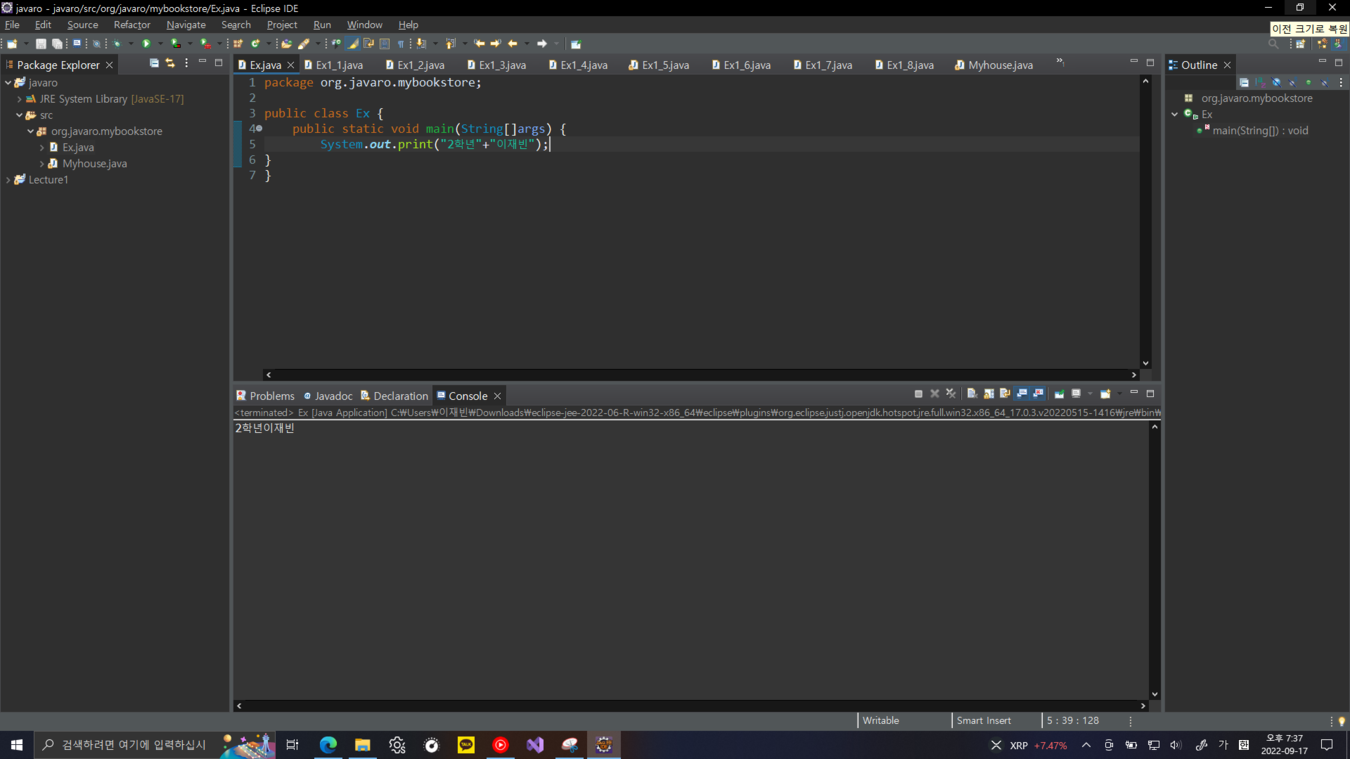 javaro - javaro/src/org/javaro/mybookstore/Ex.java - Eclipse IDE
File Edit Source Refactor Navigate Search Project Run Window Help
이전 크기로 복원
Package Explorer
Ex.java Ex1_1.java Ex1_2.java Ex1_3.java Ex1_4.java Ex1_5.java Ex1_6.java Ex1_7.java Ex1_8.java Myhouse.java
Outline
javaro
JRE System Library [JavaSE-17]
src
org.javaro.mybookstore
Ex.java
Myhouse.java
Lecture1
1 package org.javaro.mybookstore;
2
3 public class Ex {
4 public static void main(String[]args) {
5 System.out.print("2학년"+"이재빈");
6 }
7 }
org.javaro.mybookstore
Ex
main(String[]) : void
Problems Javadoc Declaration Console
<terminated> Ex [Java Application] C:₩Users₩이재빈₩Downloads₩eclipse-jee-2022-06-R-win32-x86_64₩eclipse₩plugins₩org.eclipse.justj.openjdk.hotspot.jre.full.win32.x86_64_17.0.3.v20220515-1416₩jre₩bin₩
2학년이재빈
Writable Smart Insert 5 : 39 : 128
검색하려면 여기에 입력하십시
TALK
XRP +7.47%
가 한
오후 7:37
2022-09-17